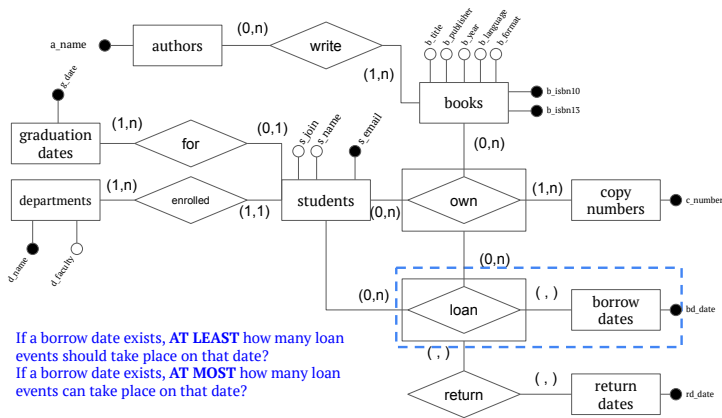 b_title
b_publisher
b_year
b_language
b_format
a_name
authors
(0,n)
write
(1,n)
books
b_isbn10
b_isbn13
g_date
graduation
dates
(1,n)
for
(0,1)
s_join
s_name
s_email
(0,n)
departments
(1,n)
enrolled
(1,1)
students
(0,n)
own
(1,n)
copy
numbers
c_number
d_name
d_faculty
(0,n)
(0,n)
loan
( , )
borrow
dates
bd_date
If a borrow date exists, AT LEAST how many loan
events should take place on that date?
If a borrow date exists, AT MOST how many loan
events can take place on that date?
( , )
return
( , )
return
dates
rd_date